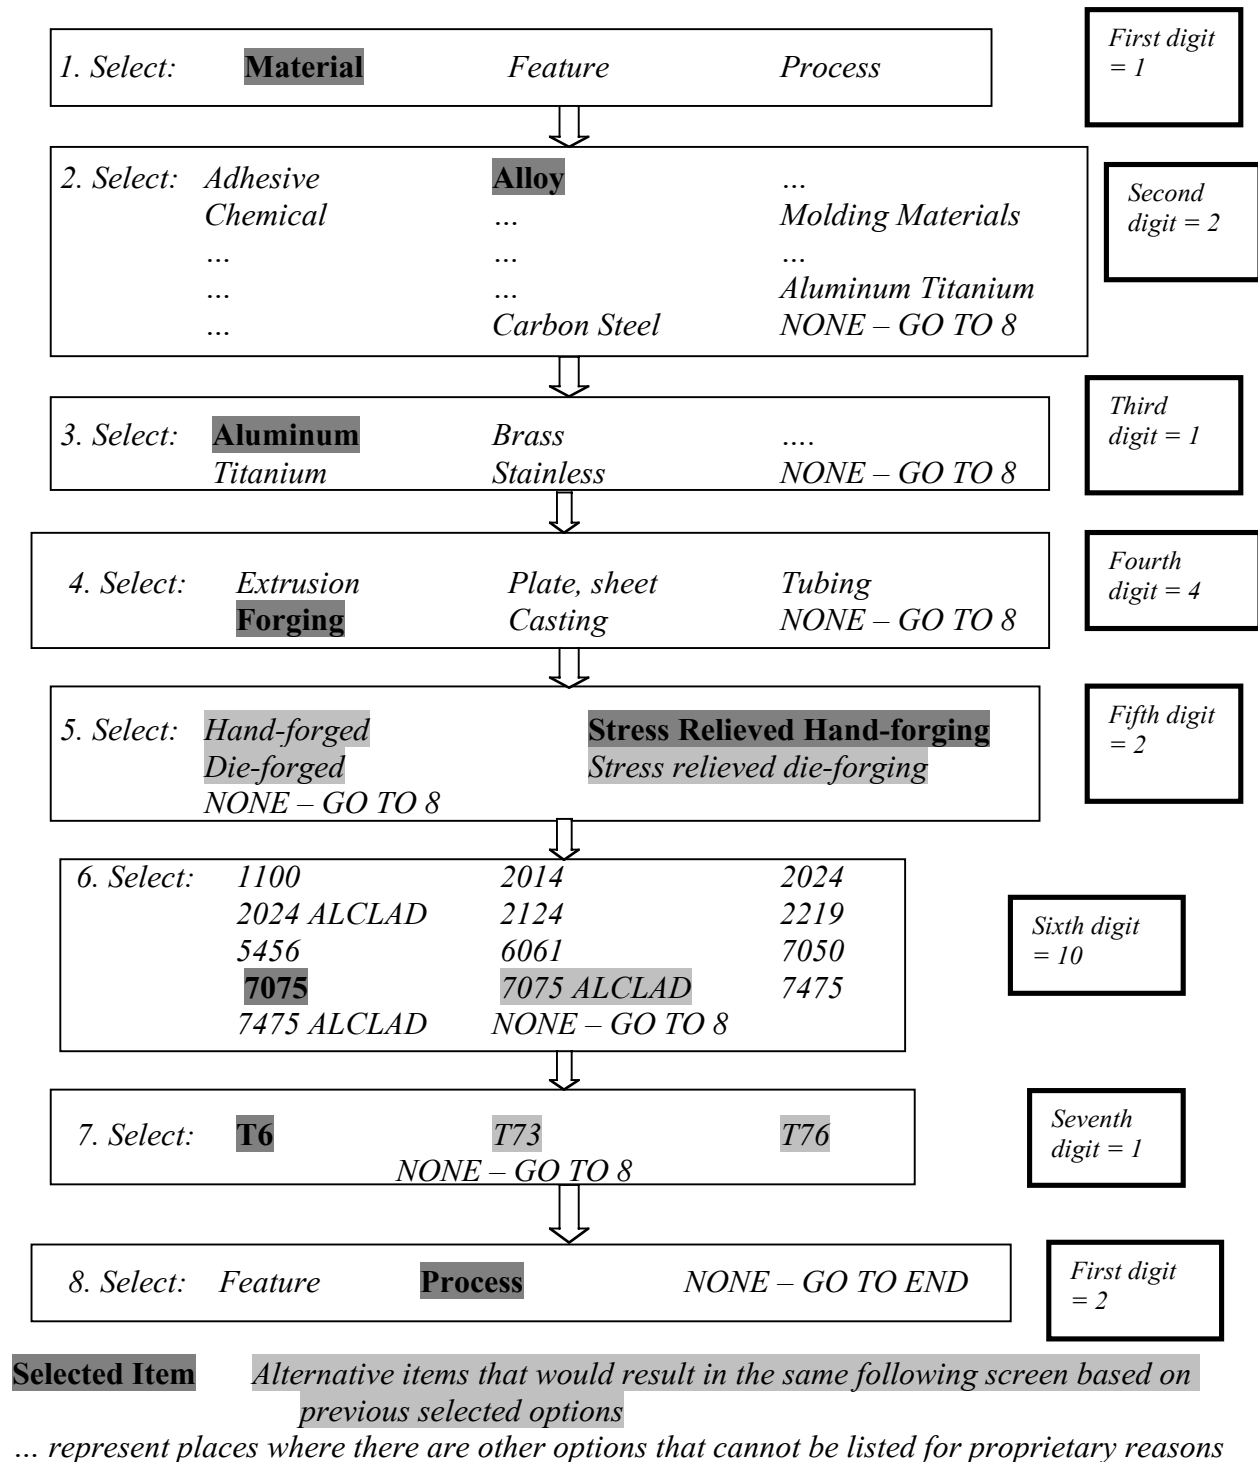 First digit
= 1
1. Select: Material Feature Process
2. Select: Adhesive Alloy ...
Chemical ... Molding Materials
... ... ...
... ... Aluminum Titanium
... Carbon Steel NONE – GO TO 8
Second
digit = 2
3. Select: Aluminum Brass ....
Titanium Stainless NONE – GO TO 8
Third
digit = 1
4. Select: Extrusion Plate, sheet Tubing
Forging Casting NONE – GO TO 8
Fourth
digit = 4
5. Select: Hand-forged Stress Relieved Hand-forging
Die-forged Stress relieved die-forging
NONE – GO TO 8
Fifth digit
= 2
6. Select: 1100 2014 2024
2024 ALCLAD 2124 2219
5456 6061 7050
7075 7075 ALCLAD 7475
7475 ALCLAD NONE – GO TO 8
Sixth digit
= 10
7. Select: T6 T73 T76
NONE – GO TO 8
Seventh
digit = 1
8. Select: Feature Process NONE – GO TO END
First digit
= 2
Selected Item Alternative items that would result in the same following screen based on
previous selected options
... represent places where there are other options that cannot be listed for proprietary reasons